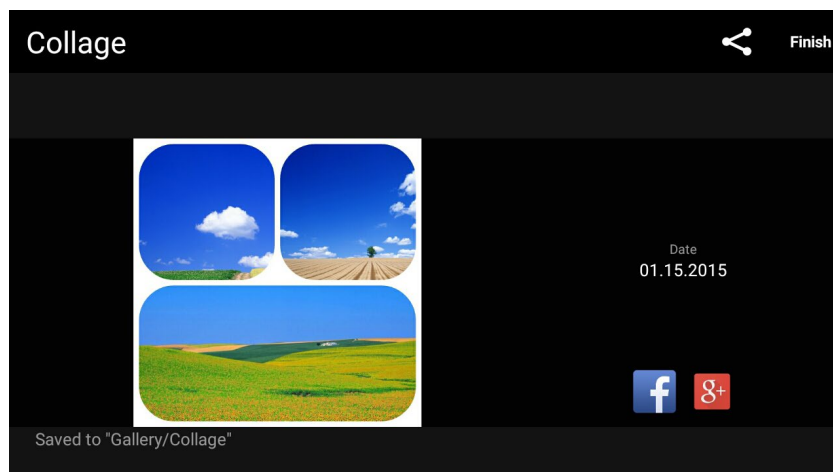 Collage
Finish
Date
01.15.2015
f
g+
Saved to "Gallery/Collage"